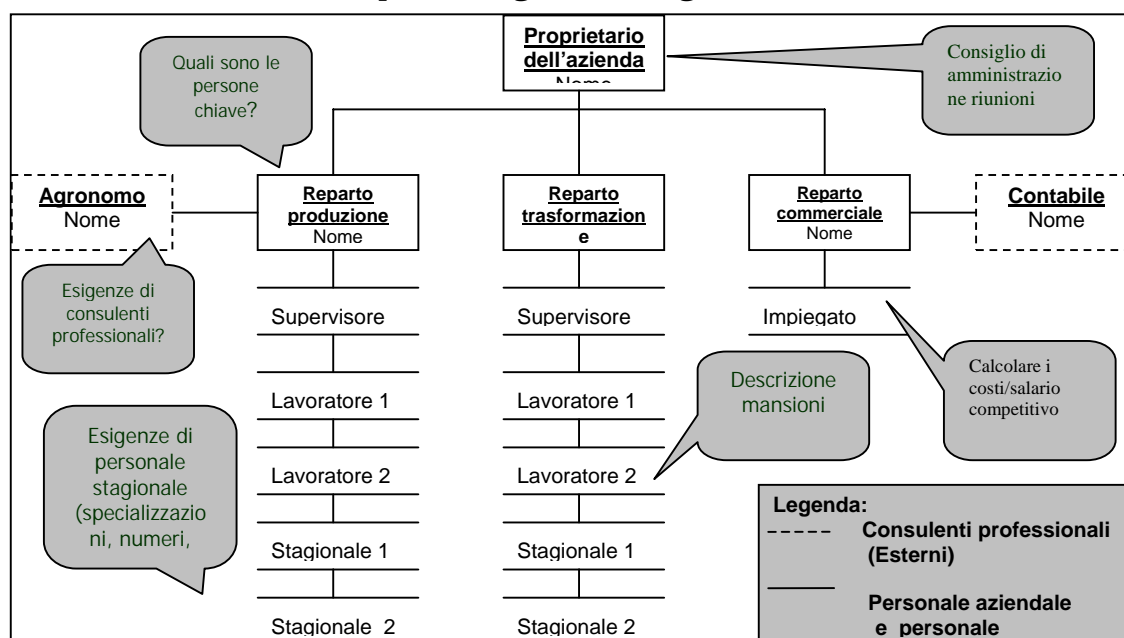 Proprietario
dell'azienda
Nome
Quali sono le
persone
chiave?
Consiglio di
amministrazio
ne riunioni
Agronomo
Nome
Reparto
produzione
Nome
Reparto
trasformazion
e
Reparto
commerciale
Nome
Contabile
Nome
Esigenze di
consulenti
professionali?
Supervisore
Supervisore
Impiegato
Calcolare i
costi/salario
competitivo
Descrizione
mansioni
Lavoratore 1
Lavoratore 1
Esigenze di
personale
stagionale
(specializzazio
ni, numeri,
Lavoratore 2
Lavoratore 2
Stagionale 1
Stagionale 1
Stagionale 2
Stagionale 2
Legenda:
Consulenti professionali
(Esterni)
Personale aziendale
e personale